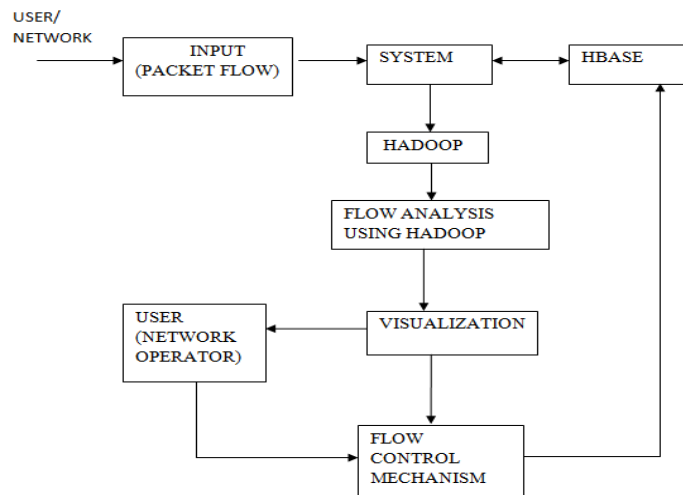 USER/
NETWORK
INPUT
(PACKET FLOW)
SYSTEM
HBASE
HADOOP
FLOW ANALYSIS
USING HADOOP
USER
(NETWORK
OPERATOR)
VISUALIZATION
FLOW
CONTROL
MECHANISM